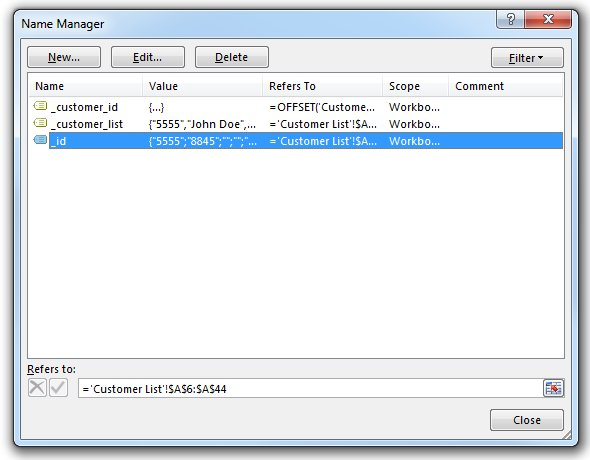 Name Manager
New... Edit... Delete Filter
Name Value Refers To Scope Comment
_customer_id {...} =OFFSET('Custome... Workbo...
_customer_list {"5555","John Doe",... ='Customer List'!$A... Workbo...
_id {"5555";"8845";"";"";"... ='Customer List'!$A... Workbo...
Refers to:
='Customer List'!$A$6:$A$44
Close